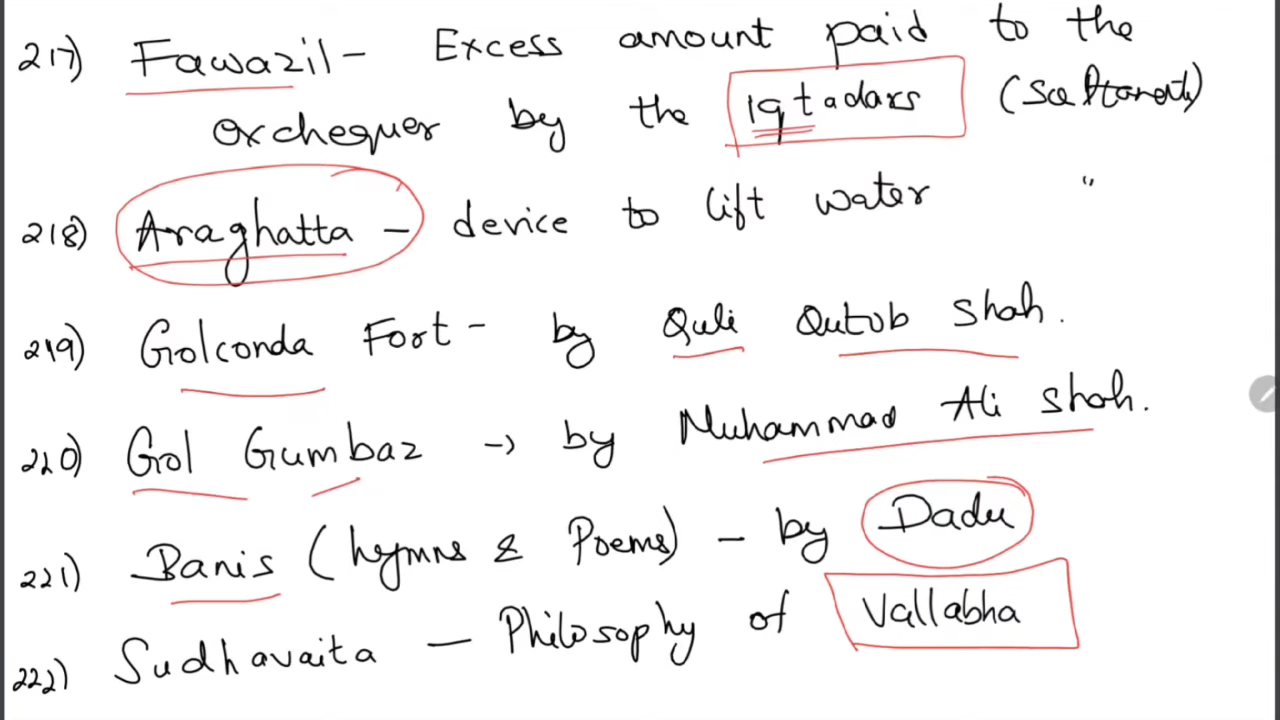 217) Fawazil - Excess amount paid to the
exchequer by the Iqtadars (Saltanat)
218) Araghatta - device to lift water "
219) Golconda Fort - by Quli Qutob Shah.
220) Gol Gumbaz → by Muhammad Ali Shah.
221) Banis (hymns & Poems) - by Dadu
222) Sudhavaita - Philosophy of Vallabha